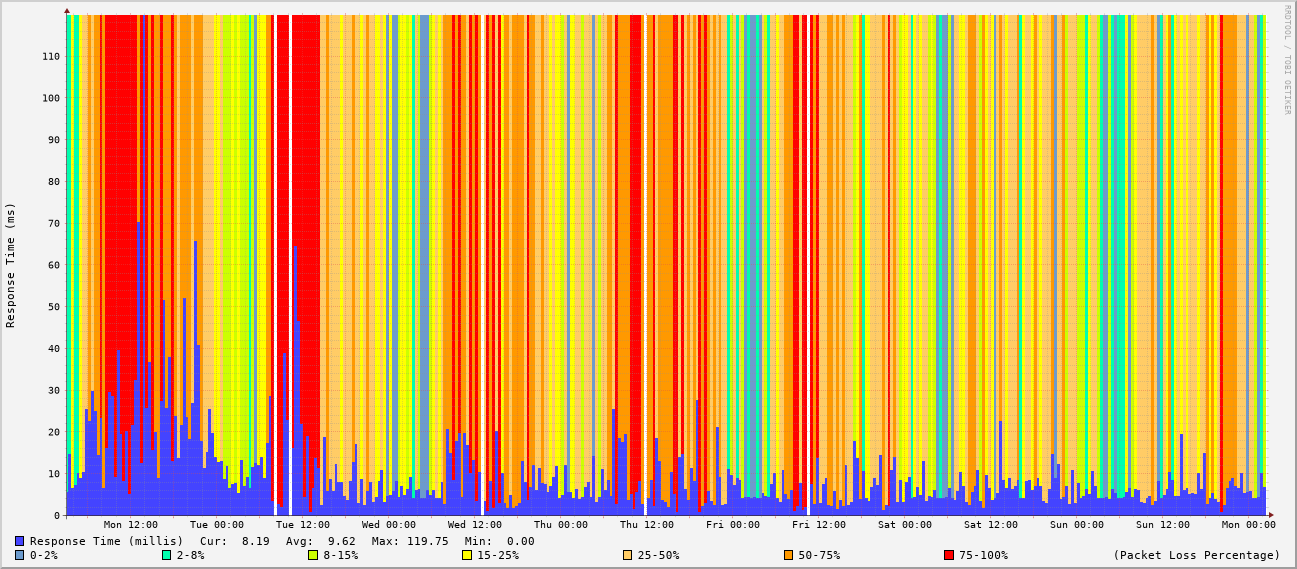 RRDTOOL / TOBI OETIKER
Response Time (ms)
110
100
90
80
70
60
50
40
30
20
10
0
Mon 12:00 Tue 00:00 Tue 12:00 Wed 00:00 Wed 12:00 Thu 00:00 Thu 12:00 Fri 00:00 Fri 12:00 Sat 00:00 Sat 12:00 Sun 00:00 Sun 12:00 Mon 00:00
Response Time (millis) Cur: 8.19 Avg: 9.62 Max: 119.75 Min: 0.00
0-2% 2-8% 8-15% 15-25% 25-50% 50-75% 75-100% (Packet Loss Percentage)